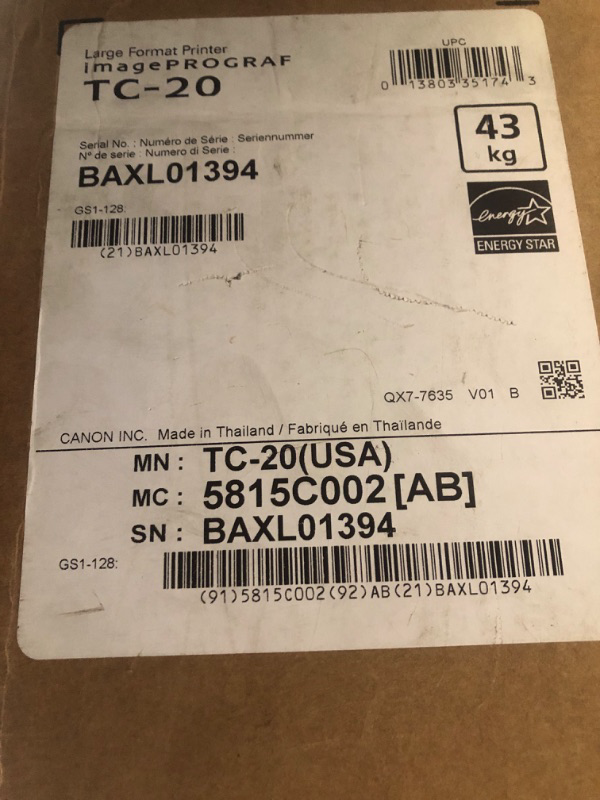 Large Format Printer
imagePROGRAF
TC-20
UPC
0 13803 35174 3
43
kg
Serial No. : Numéro de Série : Seriennummer
N° de serie : Numero di Serie :
BAXL01394
GS1-128:
(21)BAXL01394
energy
ENERGY STAR
QX7-7635 V01 B
CANON INC. Made in Thailand / Fabriqué en Thaïlande
MN : TC-20(USA)
MC : 5815C002 [AB]
SN : BAXL01394
GS1-128:
(91)5815C002(92)AB(21)BAXL01394